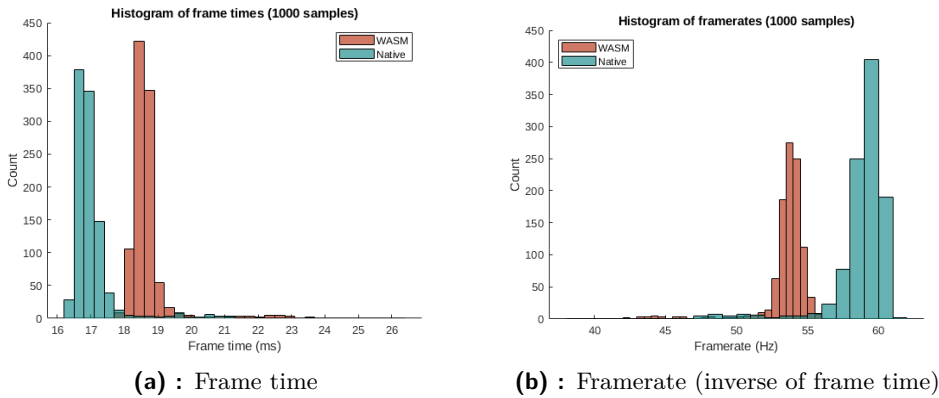 Histogram of frame times (1000 samples)
450
400
350
300
250
200
150
100
50
0
Count
16 17 18 19 20 21 22 23 24 25 26
Frame time (ms)
WASM
Native
(a) : Frame time
Histogram of framerates (1000 samples)
450
400
350
300
250
200
150
100
50
0
Count
40 45 50 55 60
Framerate (Hz)
WASM
Native
(b) : Framerate (inverse of frame time)